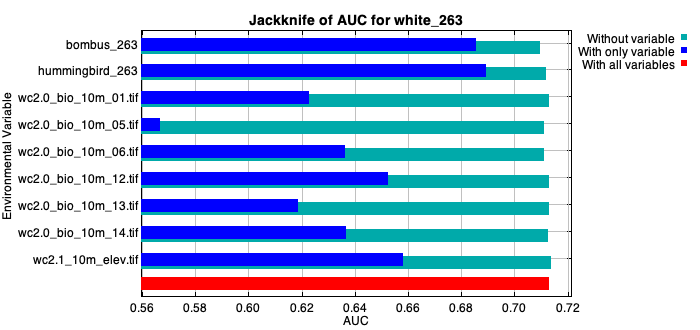 Jackknife of AUC for white_263
Without variable
With only variable
With all variables
Environmental Variable
bombus_263
hummingbird_263
wc2.0_bio_10m_01.tif
wc2.0_bio_10m_05.tif
wc2.0_bio_10m_06.tif
wc2.0_bio_10m_12.tif
wc2.0_bio_10m_13.tif
wc2.0_bio_10m_14.tif
wc2.1_10m_elev.tif
0.56 0.58 0.60 0.62 0.64 0.66 0.68 0.70 0.72
AUC